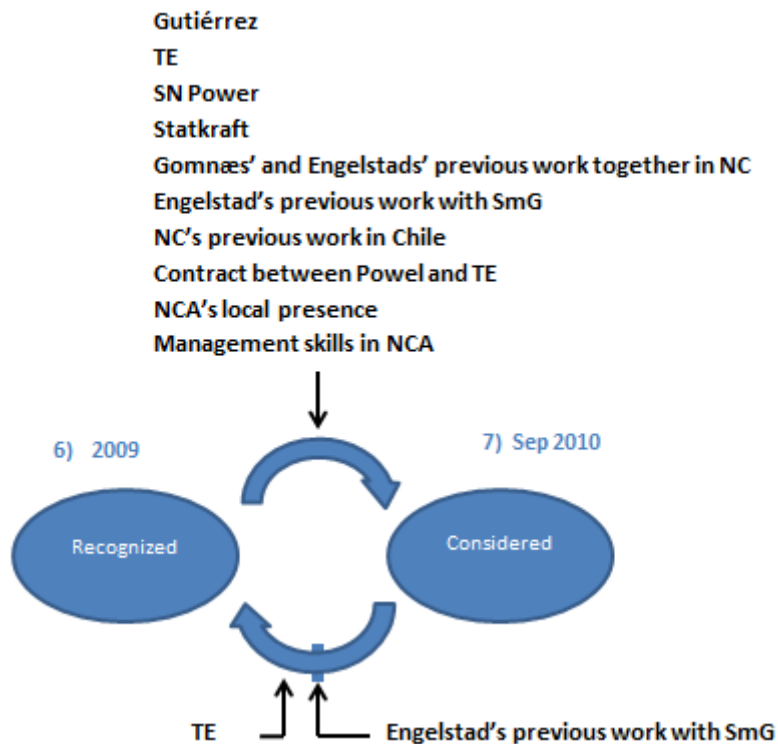 Gutiérrez
TE
SN Power
Statkraft
Gomnæs’ and Engelstads’ previous work together in NC
Engelstad’s previous work with SmG
NC’s previous work in Chile
Contract between Powel and TE
NCA’s local presence
Management skills in NCA
6) 2009
7) Sep 2010
Recognized
Considered
TE
Engelstad’s previous work with SmG